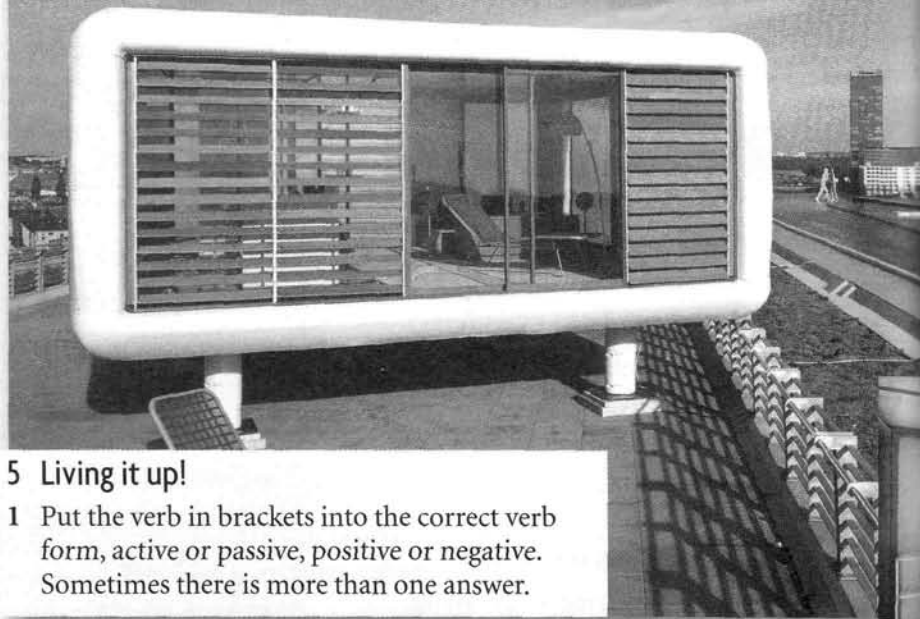 5 Living it up!
1 Put the verb in brackets into the correct verb
form, active or passive, positive or negative.
Sometimes there is more than one answer.